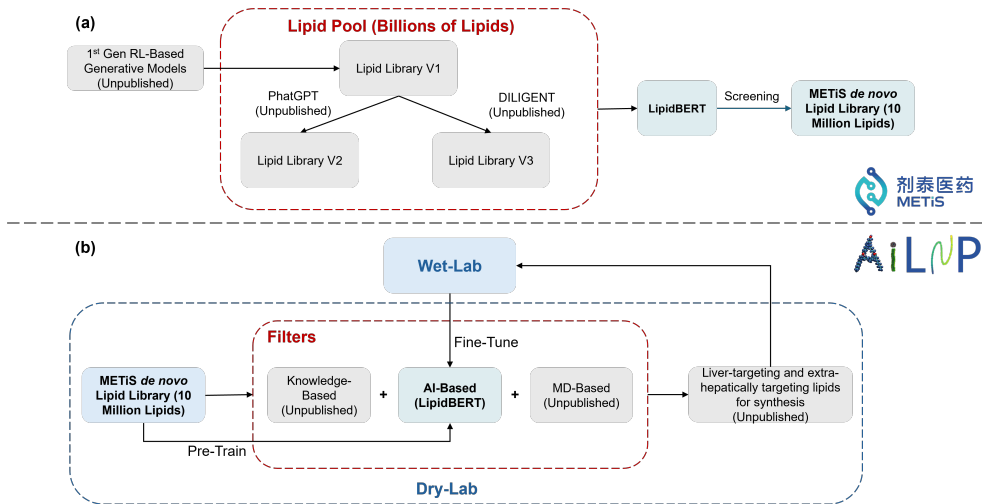 (a)
Lipid Pool (Billions of Lipids)
1st Gen RL-Based
Generative Models
(Unpublished)
Lipid Library V1
PhatGPT
(Unpublished)
DILIGENT
(Unpublished)
Lipid Library V2
Lipid Library V3
LipidBERT
Screening
METiS de novo
Lipid Library (10
Million Lipids)
剂泰医药
METiS
(b)
AiLNP
Wet-Lab
Filters
Fine-Tune
METiS de novo
Lipid Library (10
Million Lipids)
Knowledge-
Based
(Unpublished)
+
AI-Based
(LipidBERT)
+
MD-Based
(Unpublished)
Liver-targeting and extra-
hepatically targeting lipids
for synthesis
(Unpublished)
Pre-Train
Dry-Lab